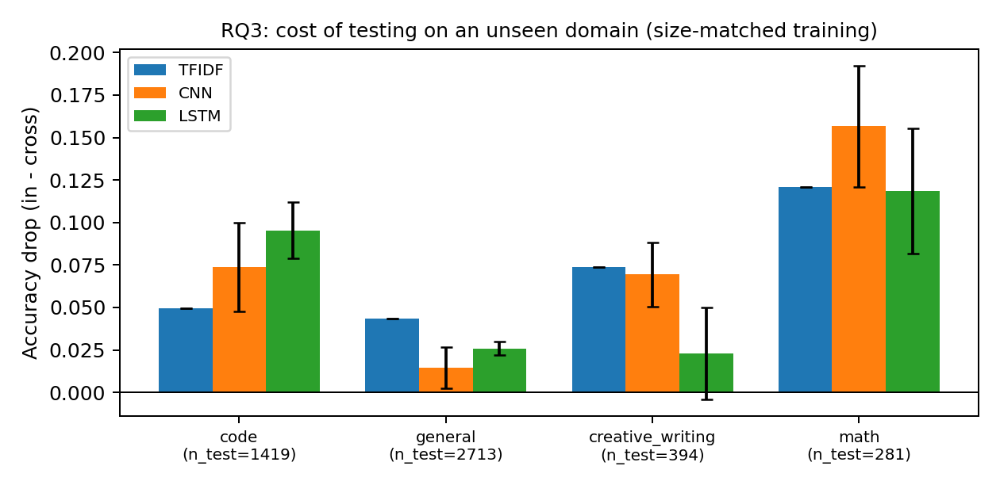 RQ3: cost of testing on an unseen domain (size-matched training)
Accuracy drop (in - cross)
0.200
0.175
0.150
0.125
0.100
0.075
0.050
0.025
0.000
TFIDF
CNN
LSTM
code
(n_test=1419)
general
(n_test=2713)
creative_writing
(n_test=394)
math
(n_test=281)